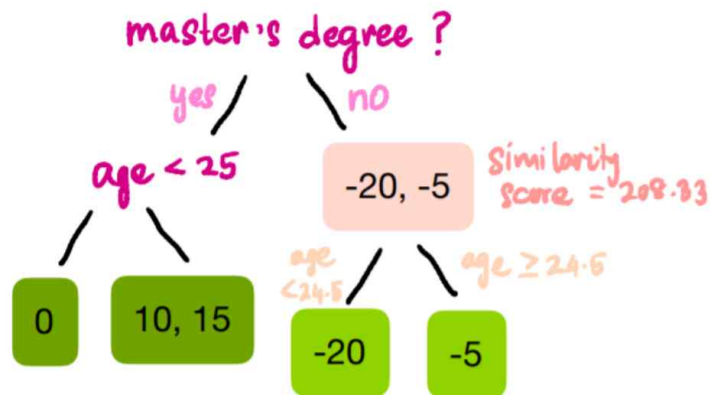 master's degree ?
yes
no
age < 25
-20, -5
similarity
score = 208.33
age
<24.5
age ≥ 24.5
0
10, 15
-20
-5